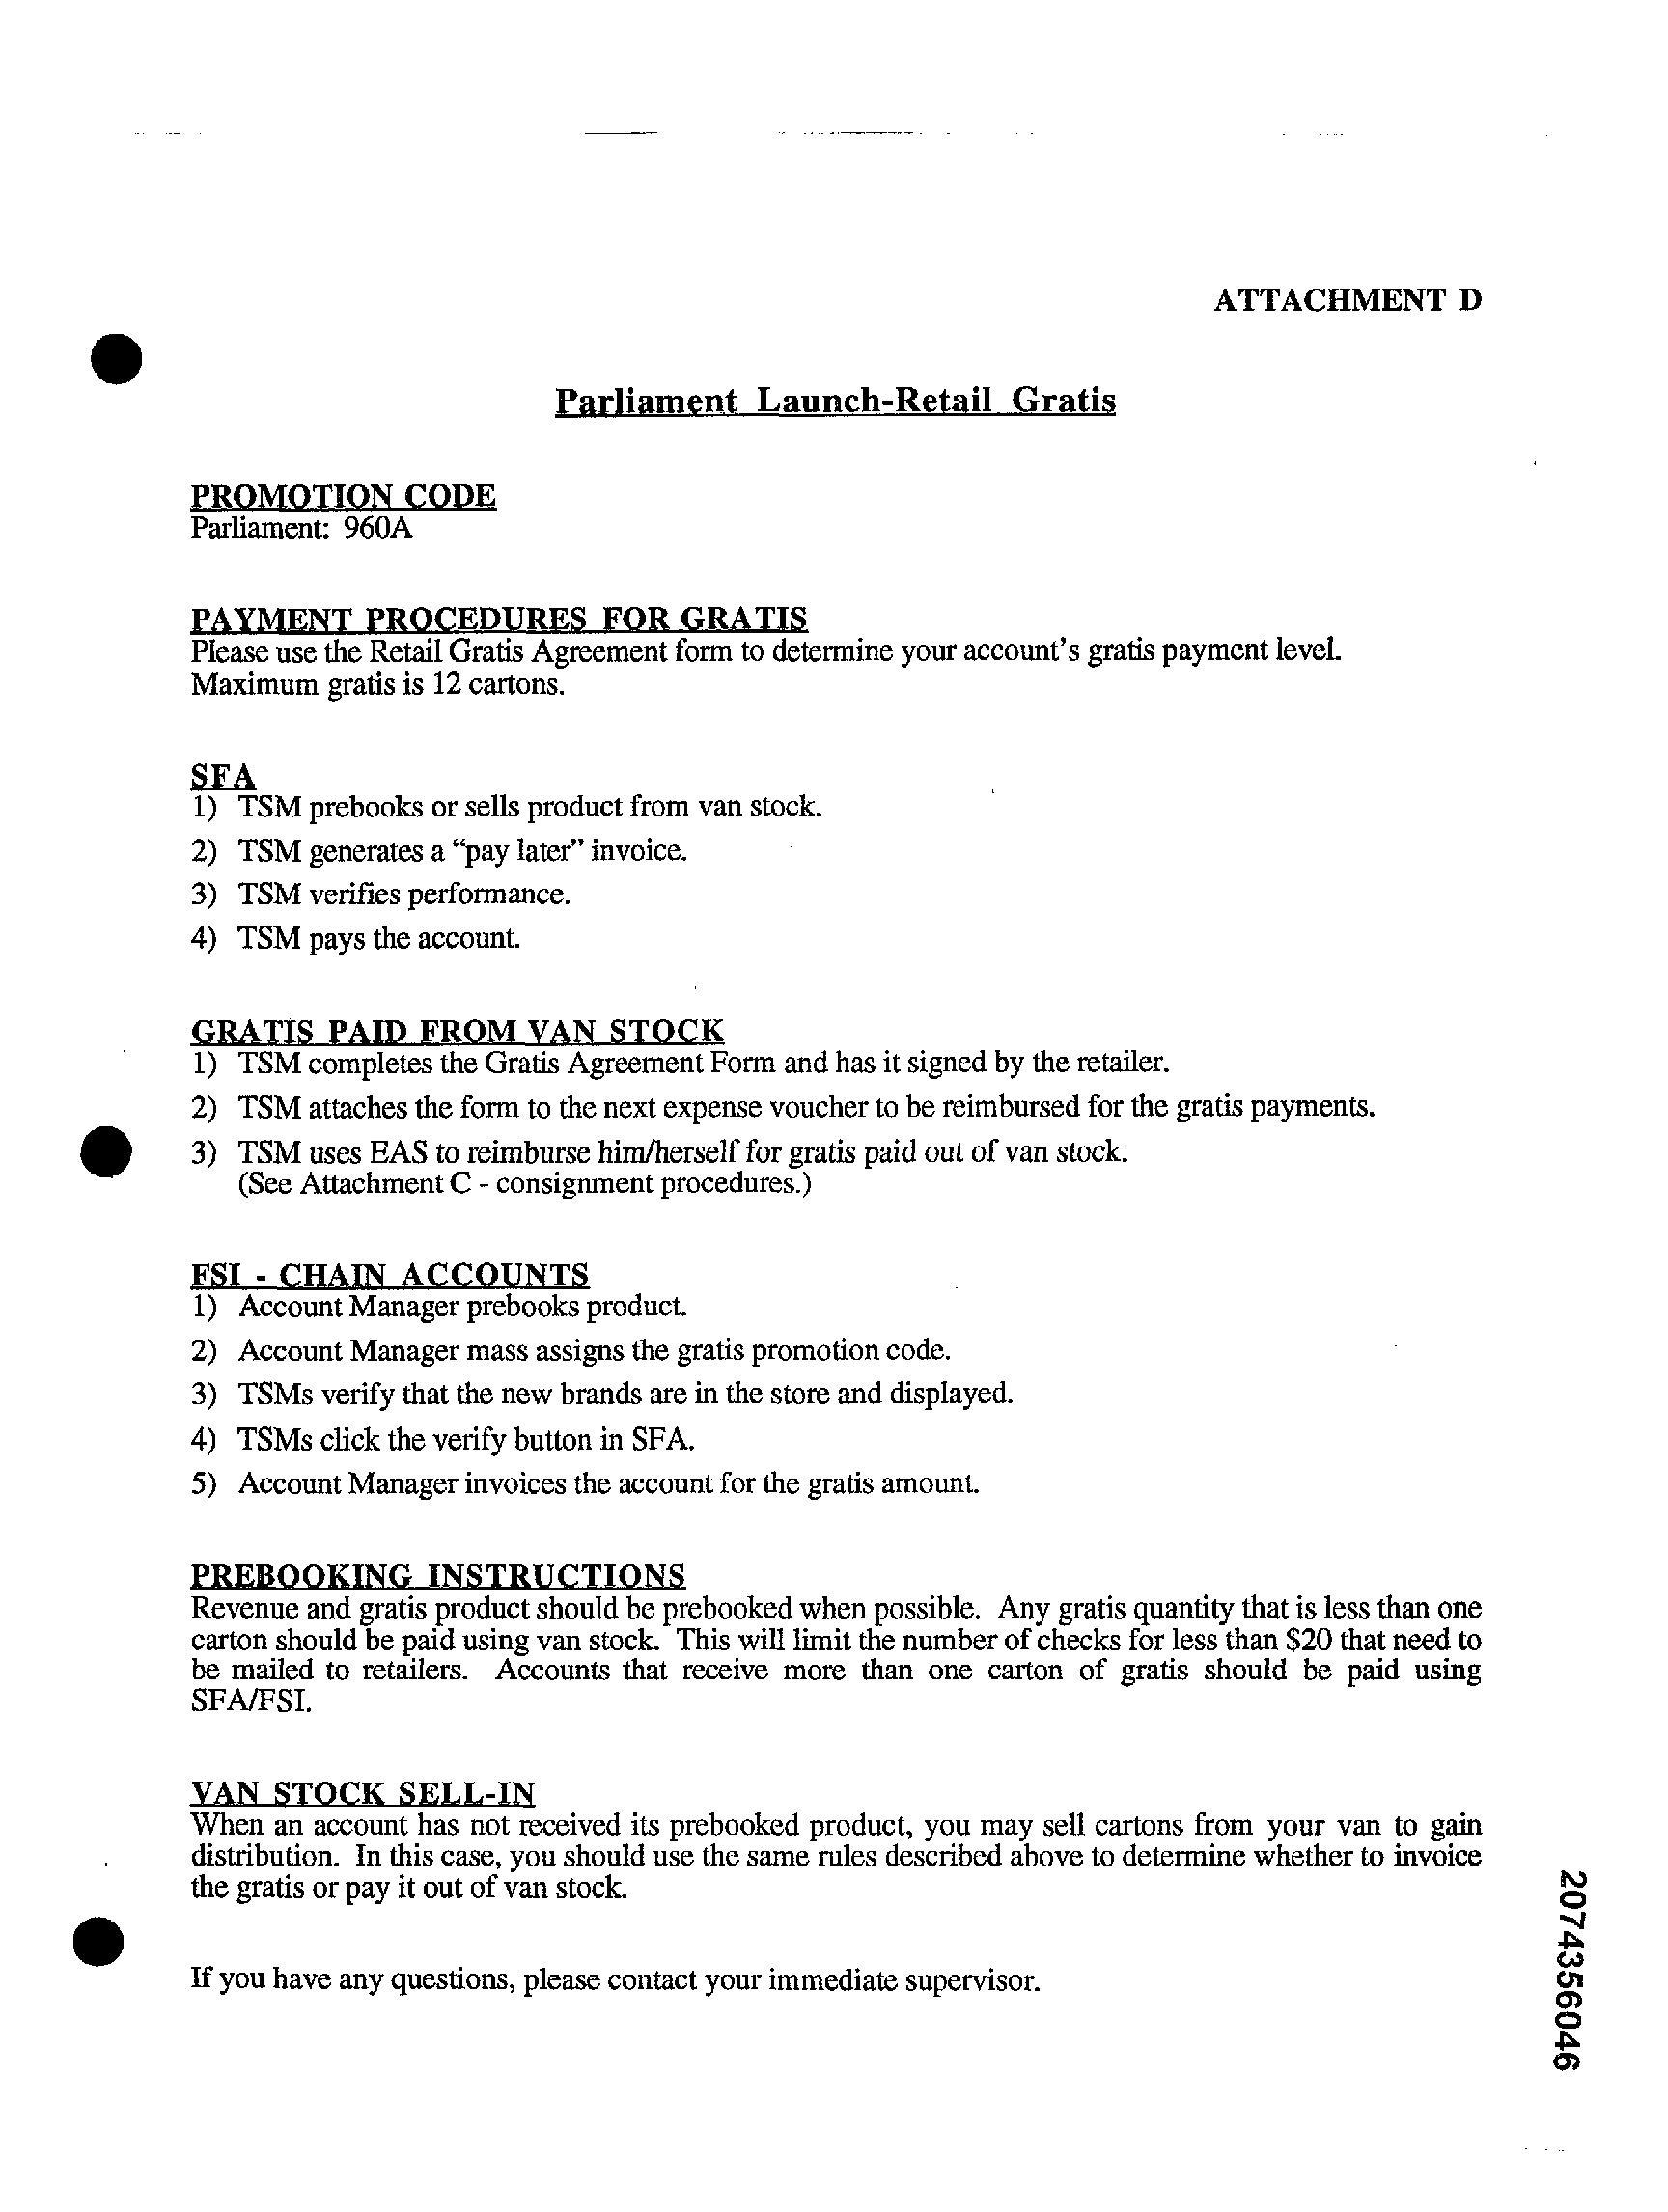 ATTACHMENT D
Parliament Launch-Retail Gratis
PROMOTION CODE
Parliament: 960A
PAYMENT PROCEDURES FOR GRATIS
Please use the Retail Gratis Agreement form to determine your account's gratis payment level.
Maximum gratis is 12 cartons.
SFA
1) TSM prebooks or sells product from van stock.
2) TSM generates a “pay later” invoice.
3) TSM verifies performance.
4) TSM pays the account.
GRATIS PAID FROM VAN STOCK
1) TSM completes the Gratis Agreement Form and has it signed by the retailer.
2) TSM attaches the form to the next expense voucher to be reimbursed for the gratis payments.
3) TSM uses EAS to reimburse him/herself for gratis paid out of van stock.
(See Attachment C - consignment procedures.)
FSI - CHAIN ACCOUNTS
1) Account Manager prebooks product.
2) Account Manager mass assigns the gratis promotion code.
3) TSMs verify that the new brands are in the store and displayed.
4) TSMs click the verify button in SFA.
5) Account Manager invoices the account for the gratis amount.
PREBOOKING INSTRUCTIONS
Revenue and gratis product should be prebooked when possible. Any gratis quantity that is less than one
carton should be paid using van stock. This will limit the number of checks for less than $20 that need to
be mailed to retailers. Accounts that receive more than one carton of gratis should be paid using
SFA/FSI.
VAN STOCK SELL-IN
When an account has not received its prebooked product, you may sell cartons from your van to gain
distribution. In this case, you should use the same rules described above to determine whether to invoice
the gratis or pay it out of van stock.
If you have any questions, please contact your immediate supervisor.
2074356046